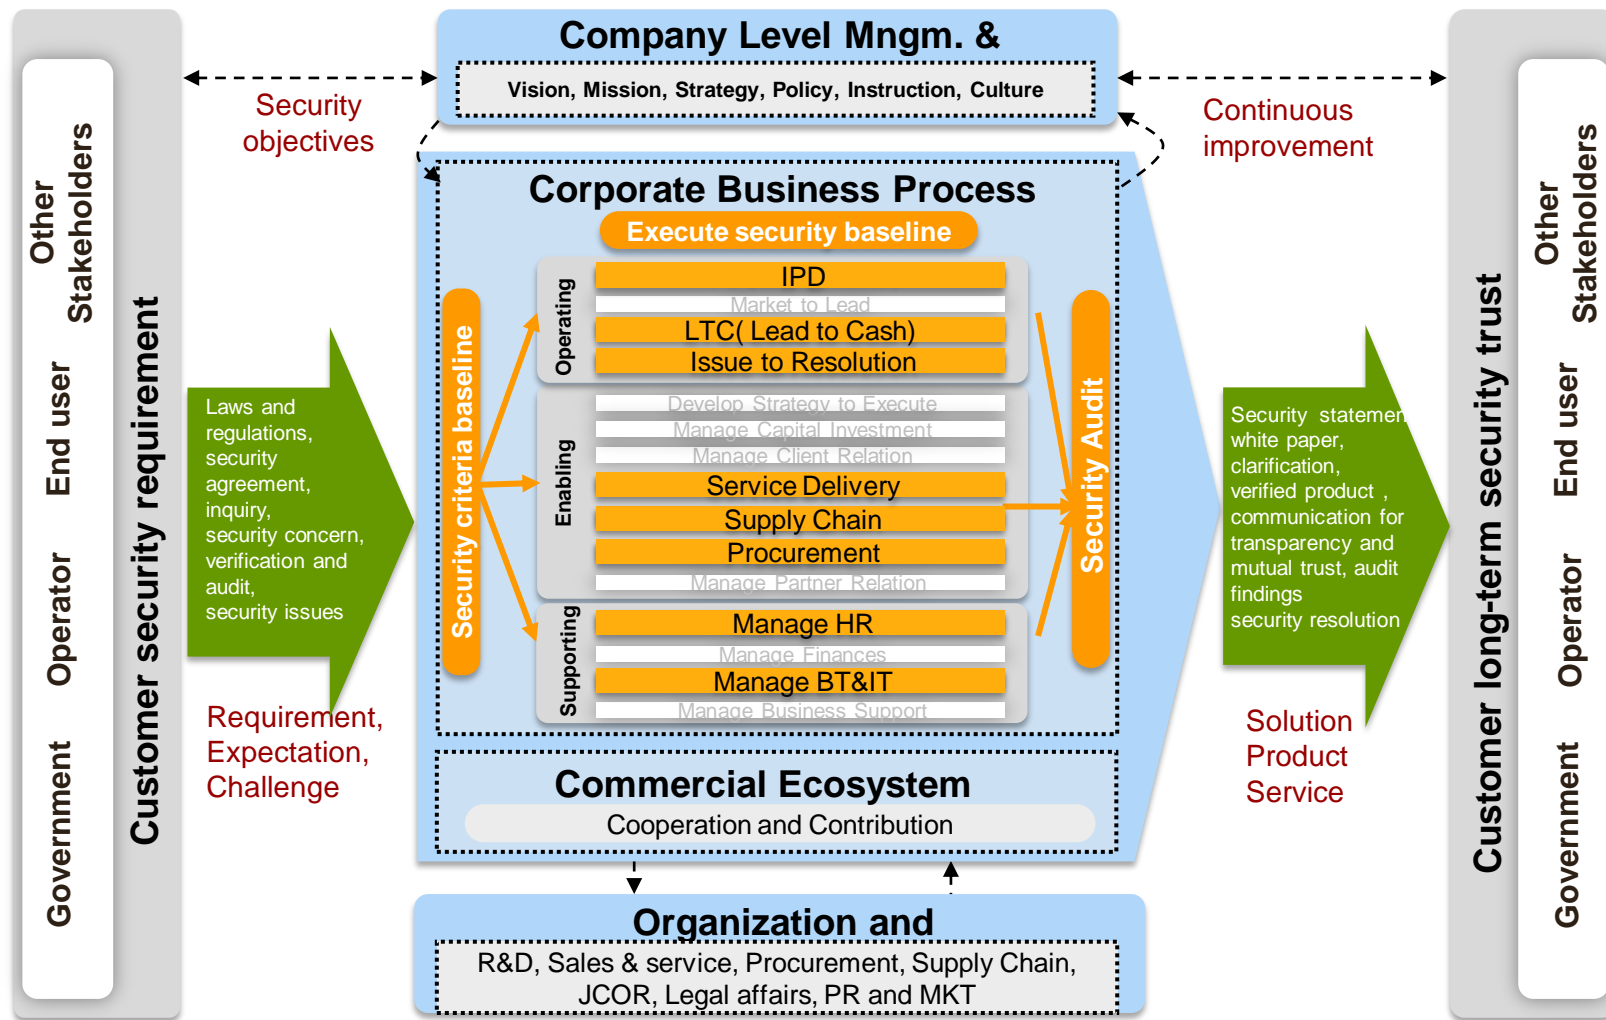 Other
Stakeholders
End user
Operator
Government
Customer security requirement
Security
objectives
Laws and
regulations,
security
agreement,
inquiry,
security concern,
verification and
audit,
security issues
Requirement,
Expectation,
Challenge
Company Level Mngm. &
Vision, Mission, Strategy, Policy, Instruction, Culture
Corporate Business Process
Execute security baseline
Security criteria baseline
Operating
IPD
Market to Lead
LTC( Lead to Cash)
Issue to Resolution
Enabling
Develop Strategy to Execute
Manage Capital Investment
Manage Client Relation
Service Delivery
Supply Chain
Procurement
Manage Partner Relation
Supporting
Manage HR
Manage Finances
Manage BT&IT
Manage Business Support
Security Audit
Commercial Ecosystem
Cooperation and Contribution
Organization and
R&D, Sales & service, Procurement, Supply Chain,
JCOR, Legal affairs, PR and MKT
Continuous
improvement
Security statement
white paper,
clarification,
verified product ,
communication for
transparency and
mutual trust, audit
findings
security resolution
Solution
Product
Service
Customer long-term security trust
Other
Stakeholders
End user
Operator
Government